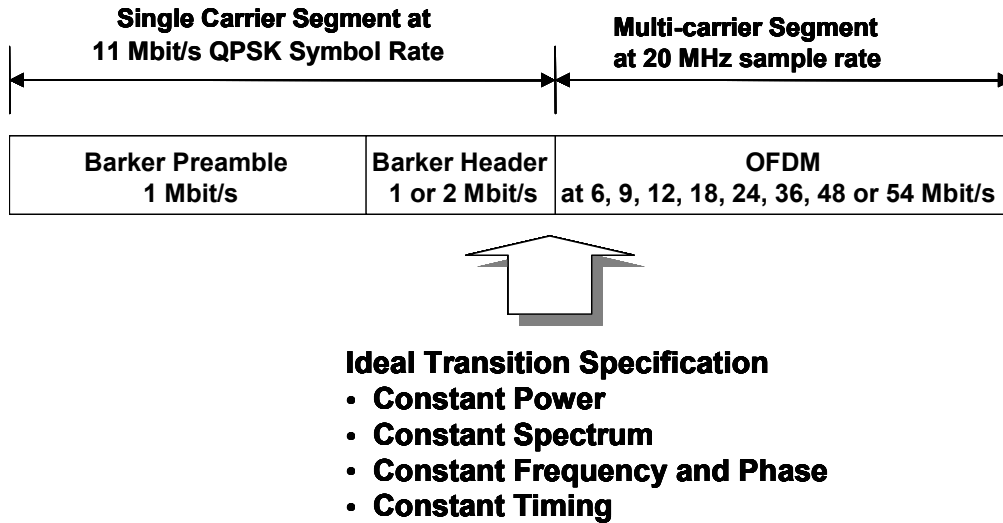 Single Carrier Segment at
11 Mbit/s QPSK Symbol Rate
Multi-carrier Segment
at 20 MHz sample rate
Barker Preamble
1 Mbit/s
Barker Header
1 or 2 Mbit/s
OFDM
at 6, 9, 12, 18, 24, 36, 48 or 54 Mbit/s
Ideal Transition Specification
• Constant Power
• Constant Spectrum
• Constant Frequency and Phase
• Constant Timing